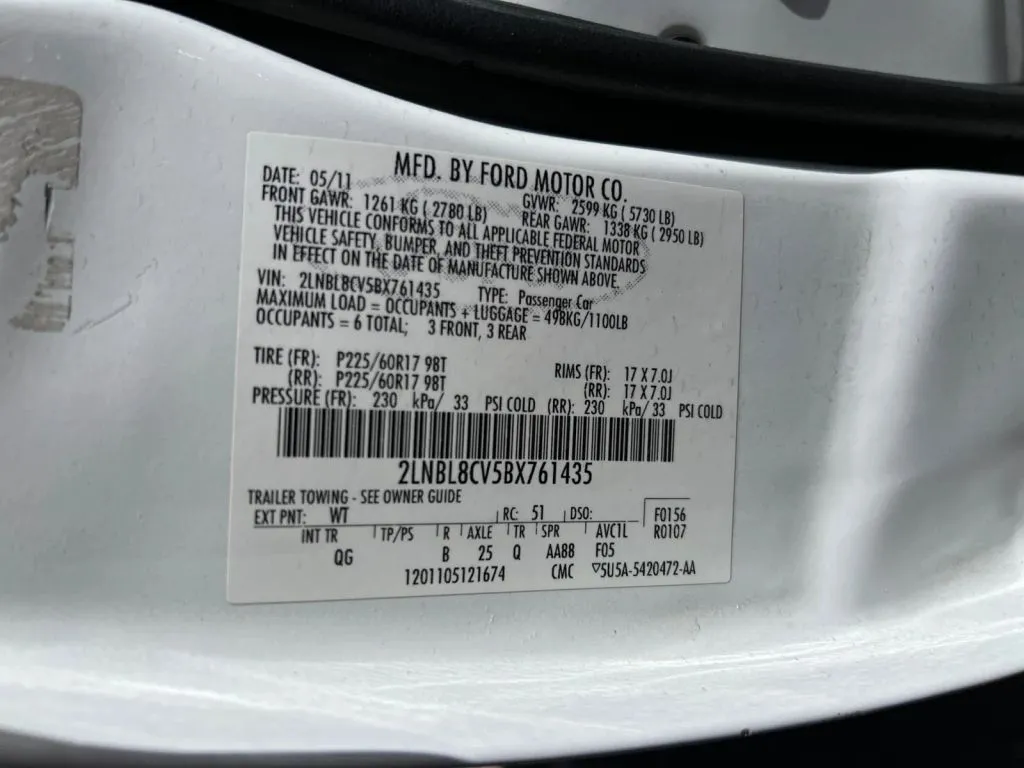 MFD. BY FORD MOTOR CO.
DATE: 05/11 GVWR: 2599 KG ( 5730 LB)
FRONT GAWR: 1261 KG ( 2780 LB) REAR GAWR: 1338 KG ( 2950 LB)
THIS VEHICLE CONFORMS TO ALL APPLICABLE FEDERAL MOTOR
VEHICLE SAFETY, BUMPER, AND THEFT PREVENTION STANDARDS
IN EFFECT ON THE DATE OF MANUFACTURE SHOWN ABOVE.
VIN: 2LNBL8CV5BX761435 TYPE: Passenger Car
MAXIMUM LOAD = OCCUPANTS + LUGGAGE = 498KG/1100LB
OCCUPANTS = 6 TOTAL; 3 FRONT, 3 REAR
TIRE (FR): P225/60R17 98T RIMS (FR): 17 X 7.0J
(RR): P225/60R17 98T (RR): 17 X 7.0J
PRESSURE (FR): 230 kPa/ 33 PSI COLD (RR): 230 kPa/ 33 PSI COLD
2LNBL8CV5BX761435
TRAILER TOWING - SEE OWNER GUIDE
EXT PNT: WT RC: 51 DSO: F0156
INT TR TP/PS R AXLE TR SPR AVC1L R0107
QG B 25 Q AA88 F05
1201105121674 CMC ▽5U5A-5420472-AA